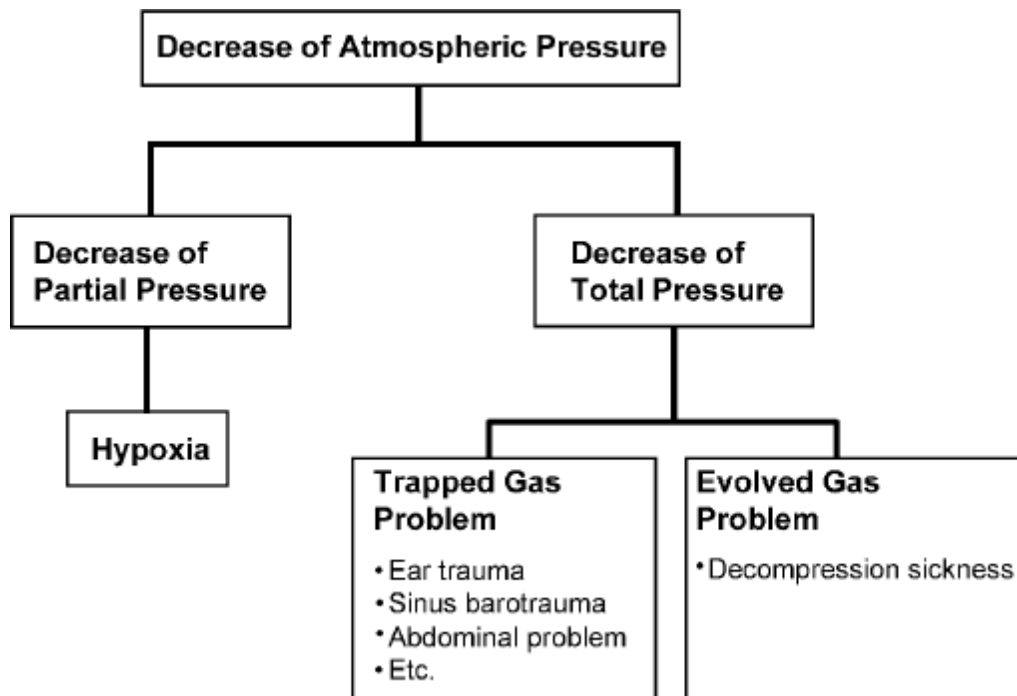 Decrease of Atmospheric Pressure
Decrease of
Partial Pressure
Decrease of
Total Pressure
Hypoxia
Trapped Gas
Problem
• Ear trauma
• Sinus barotrauma
• Abdominal problem
• Etc.
Evolved Gas
Problem
• Decompression sickness